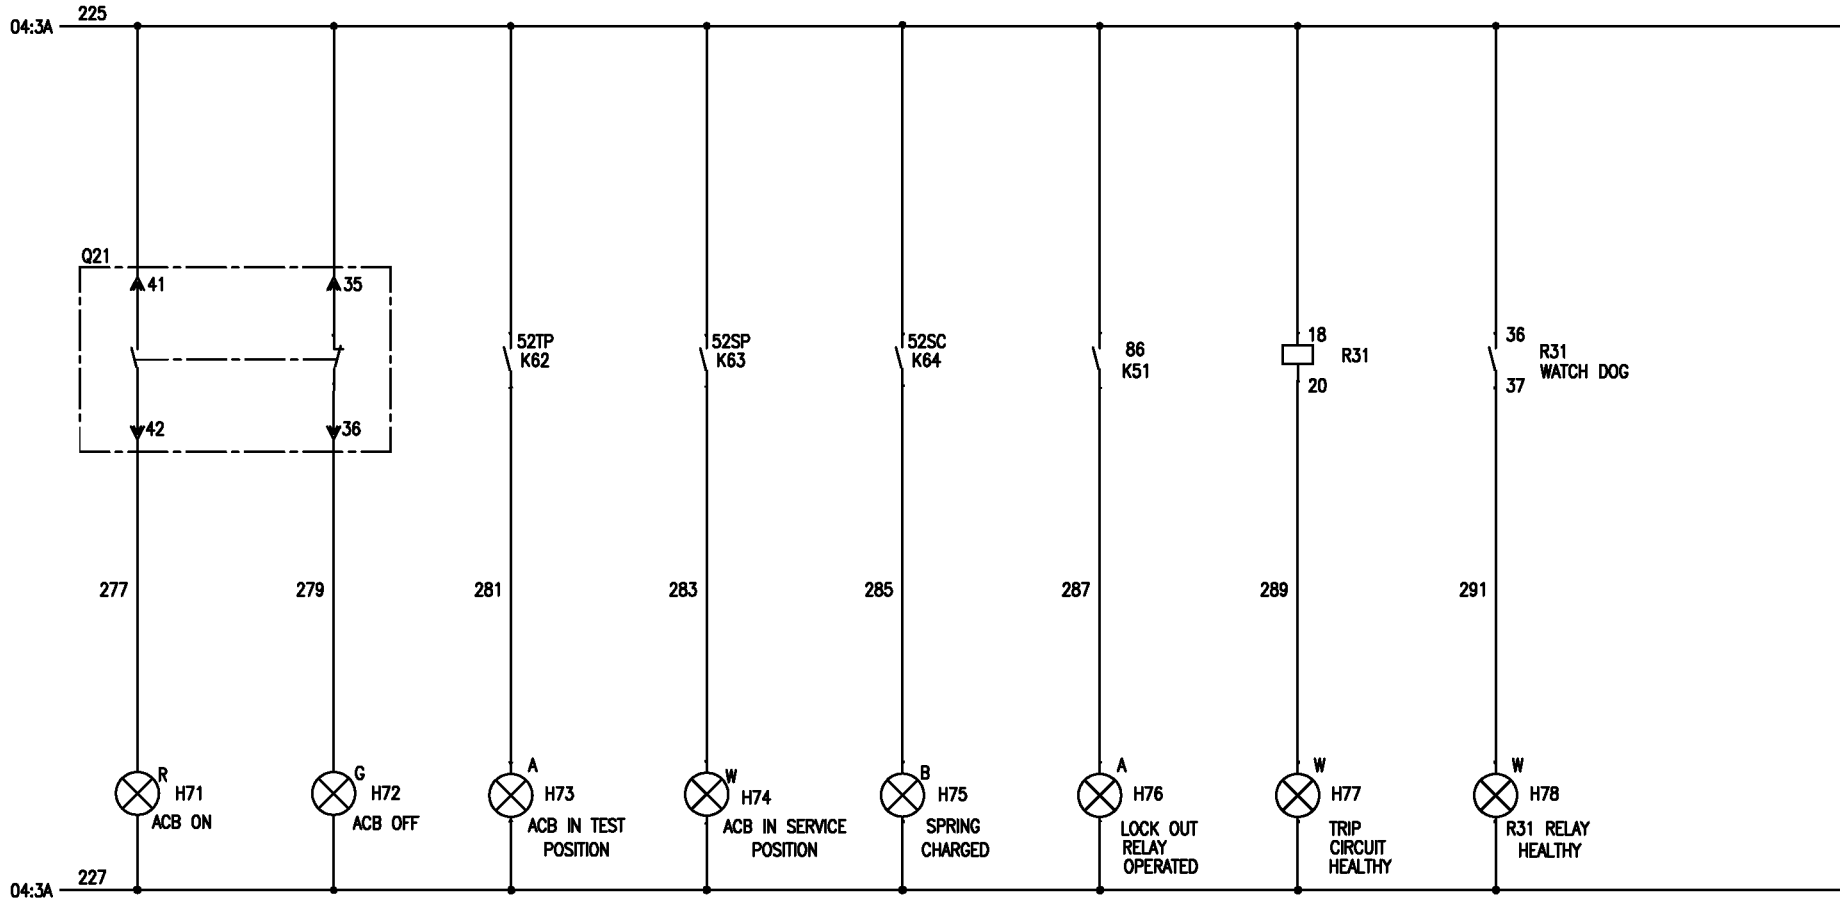 225
04:3A
Q21
41
35
42
36
52TP
K62
52SP
K63
52SC
K64
86
K51
18
R31
20
36
R31
WATCH DOG
37
277
279
281
283
285
287
289
291
R
H71
ACB ON
G
H72
ACB OFF
A
H73
ACB IN TEST
POSITION
W
H74
ACB IN SERVICE
POSITION
B
H75
SPRING
CHARGED
A
H76
LOCK OUT
RELAY
OPERATED
W
H77
TRIP
CIRCUIT
HEALTHY
W
H78
R31 RELAY
HEALTHY
227
04:3A